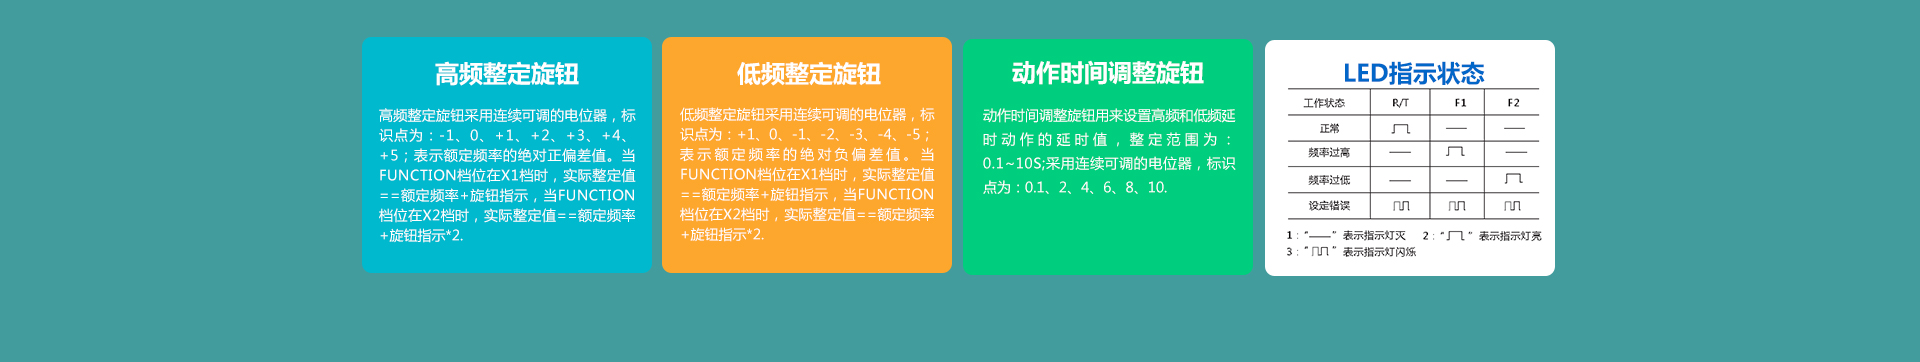 高频整定旋钮
高频整定旋钮采用连续可调的电位器，标
识点为：-1、0、+1、+2、+3、+4、
+5；表示额定频率的绝对正偏差值。当
FUNCTION档位在X1档时，实际整定值
==额定频率+旋钮指示，当FUNCTION
档位在X2档时，实际整定值==额定频率
+旋钮指示*2.
低频整定旋钮
低频整定旋钮采用连续可调的电位器，标
识点为：+1、0、-1、-2、-3、-4、-5；
表示额定频率的绝对负偏差值。当
FUNCTION档位在X1档时，实际整定值
==额定频率+旋钮指示，当FUNCTION
档位在X2档时，实际整定值==额定频率
+旋钮指示*2.
动作时间调整旋钮
动作时间调整旋钮用来设置高频和低频延
时动作的延时值，整定范围为：
0.1~10S;采用连续可调的电位器，标识
点为：0.1、2、4、6、8、10.
LED指示状态
工作状态 R/T F1 F2
正常
频率过高
频率过低
设定错误
1：“——”表示指示灯灭 2：“ ”表示指示灯亮
3：“ ”表示指示灯闪烁